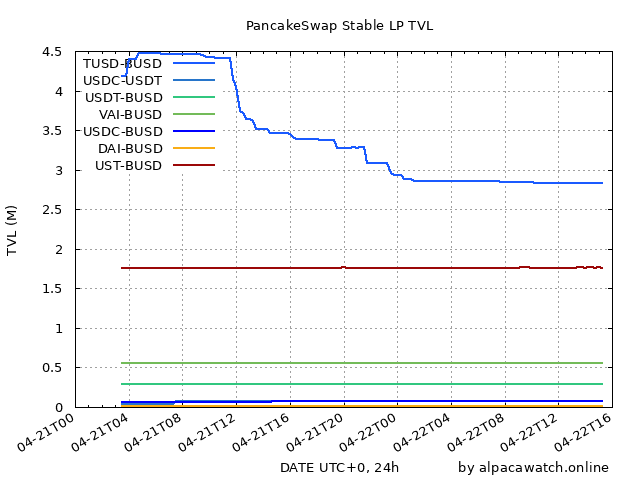 PancakeSwap Stable LP TVL
TVL (M)
4.5
4
3.5
3
2.5
2
1.5
1
0.5
0
TUSD-BUSD
USDC-USDT
USDT-BUSD
VAI-BUSD
USDC-BUSD
DAI-BUSD
UST-BUSD
04-21T00
04-21T04
04-21T08
04-21T12
04-21T16
04-21T20
04-22T00
04-22T04
04-22T08
04-22T12
04-22T16
DATE UTC+0, 24h
by alpacawatch.online